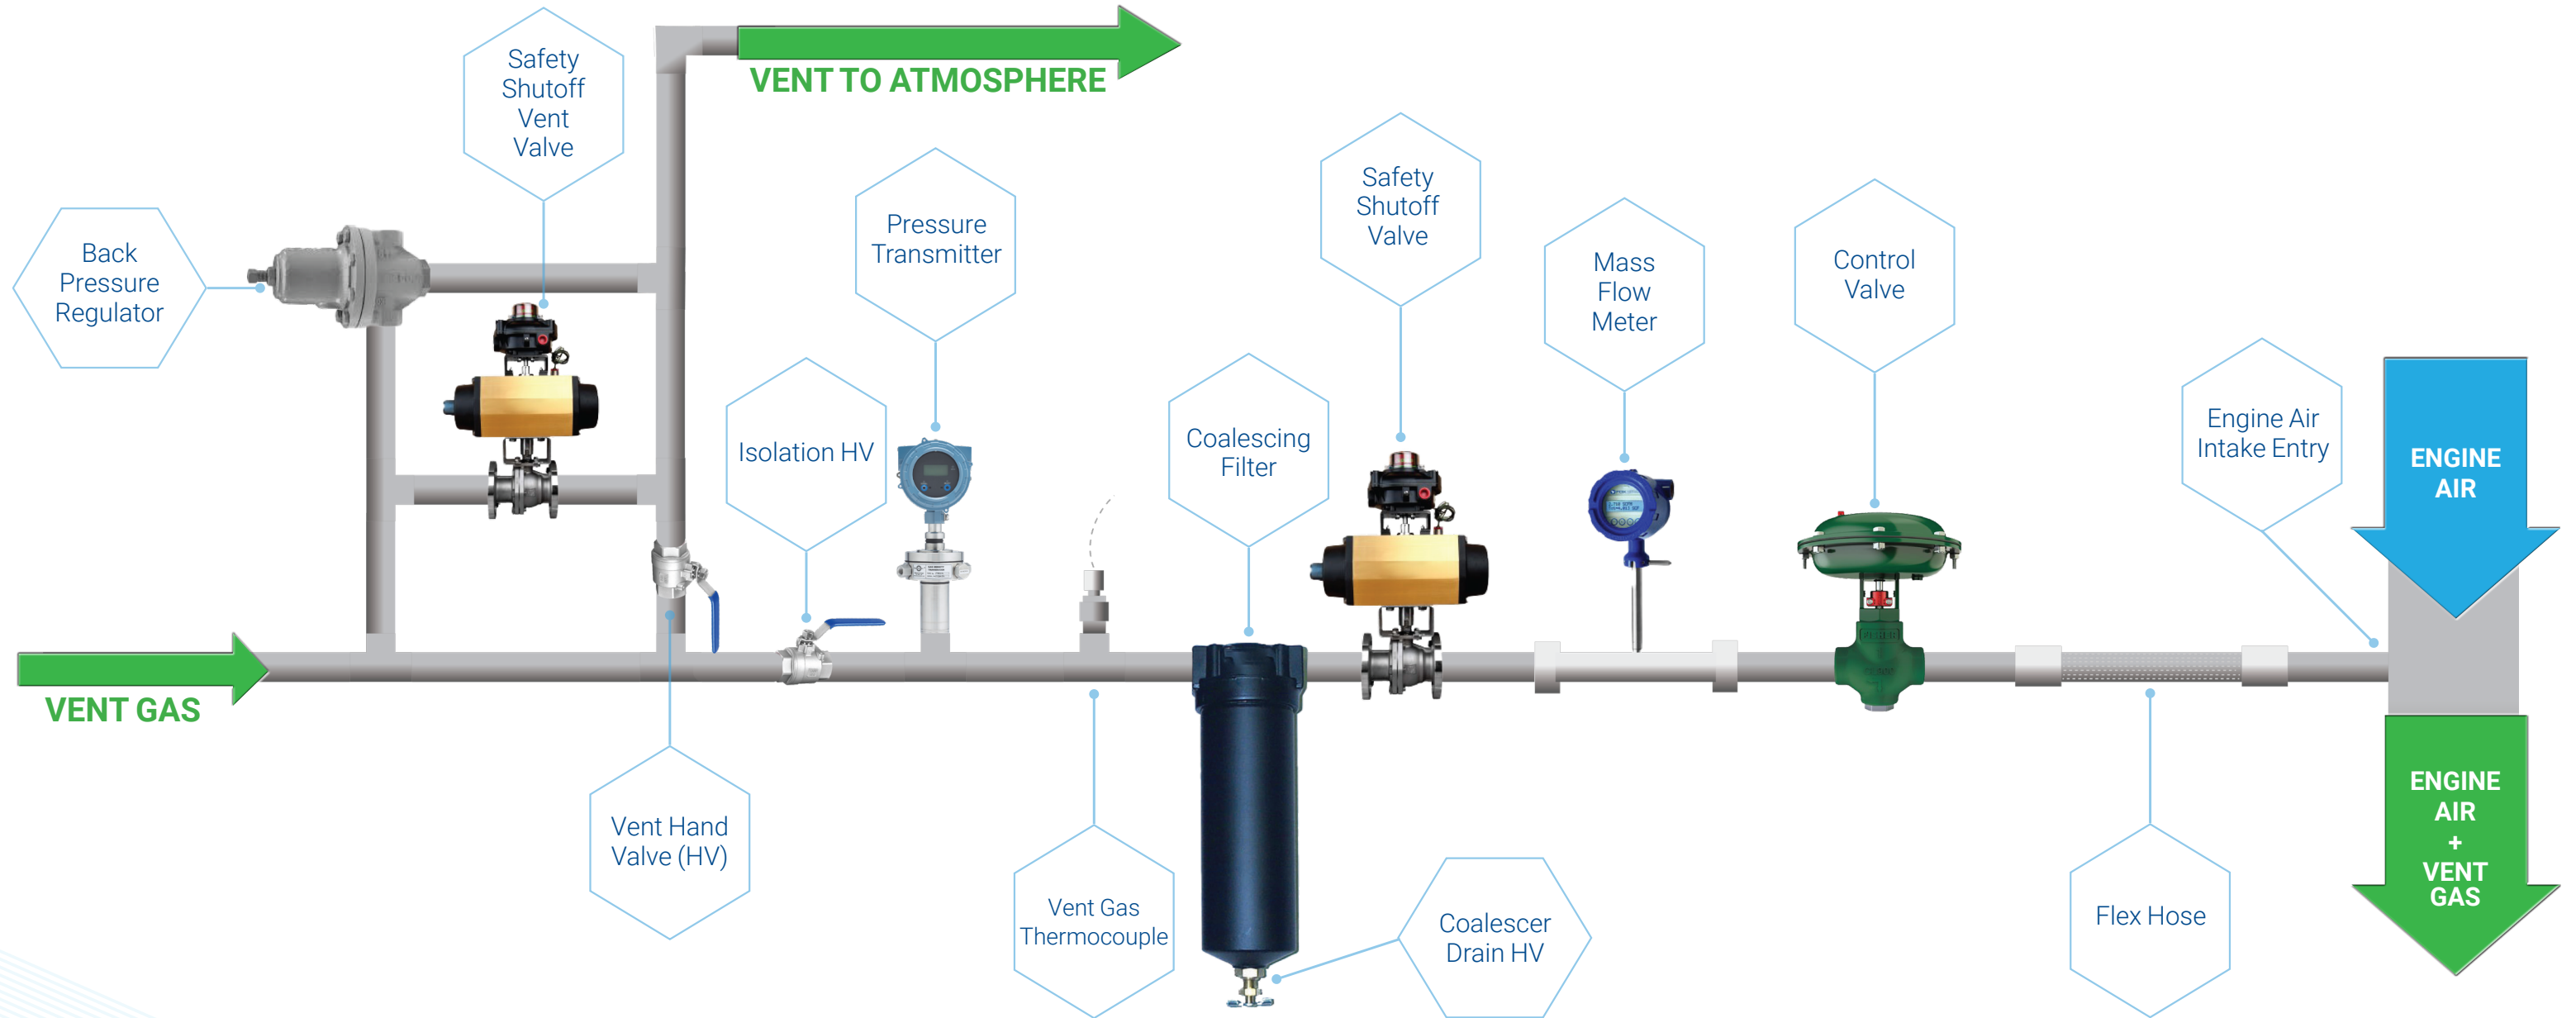 Safety
Shutoff
Vent
Valve
VENT TO ATMOSPHERE
Back
Pressure
Regulator
Pressure
Transmitter
Safety
Shutoff
Valve
Mass
Flow
Meter
Control
Valve
Isolation HV
Coalescing
Filter
Engine Air
Intake Entry
ENGINE
AIR
VENT GAS
Vent Hand
Valve (HV)
Vent Gas
Thermocouple
Coalescer
Drain HV
Flex Hose
ENGINE
AIR
+
VENT
GAS